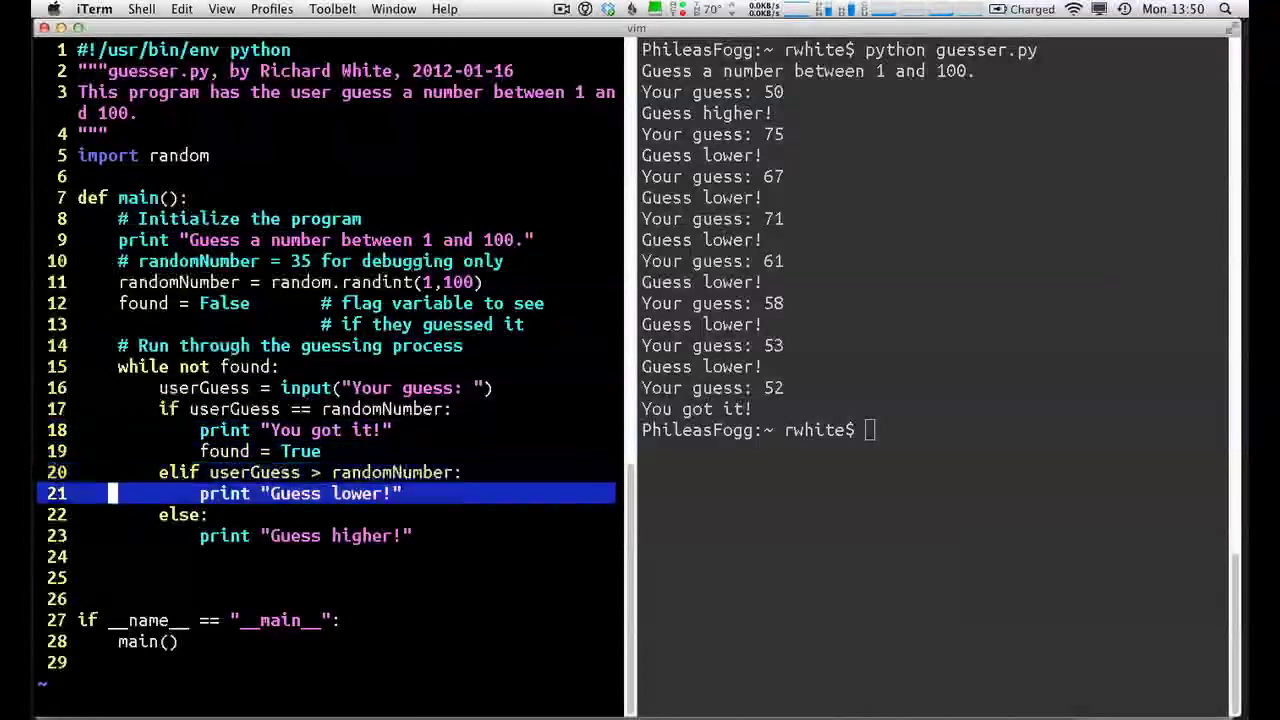 iTerm Shell Edit View Profiles Toolbelt Window Help 70° 0.0KB/s 0.0KB/s Charged Mon 13:50
vim
1 #!/usr/bin/env python
2 """guesser.py, by Richard White, 2012-01-16
3 This program has the user guess a number between 1 an
d 100.
4 """
5 import random
6
7 def main():
8 # Initialize the program
9 print "Guess a number between 1 and 100."
10 # randomNumber = 35 for debugging only
11 randomNumber = random.randint(1,100)
12 found = False # flag variable to see
13 # if they guessed it
14 # Run through the guessing process
15 while not found:
16 userGuess = input("Your guess: ")
17 if userGuess == randomNumber:
18 print "You got it!"
19 found = True
20 elif userGuess > randomNumber:
21 print "Guess lower!"
22 else:
23 print "Guess higher!"
24
25
26
27 if __name__ == "__main__":
28 main()
29
~
PhileasFogg:~ rwhite$ python guesser.py
Guess a number between 1 and 100.
Your guess: 50
Guess higher!
Your guess: 75
Guess lower!
Your guess: 67
Guess lower!
Your guess: 71
Guess lower!
Your guess: 61
Guess lower!
Your guess: 58
Guess lower!
Your guess: 53
Guess lower!
Your guess: 52
You got it!
PhileasFogg:~ rwhite$